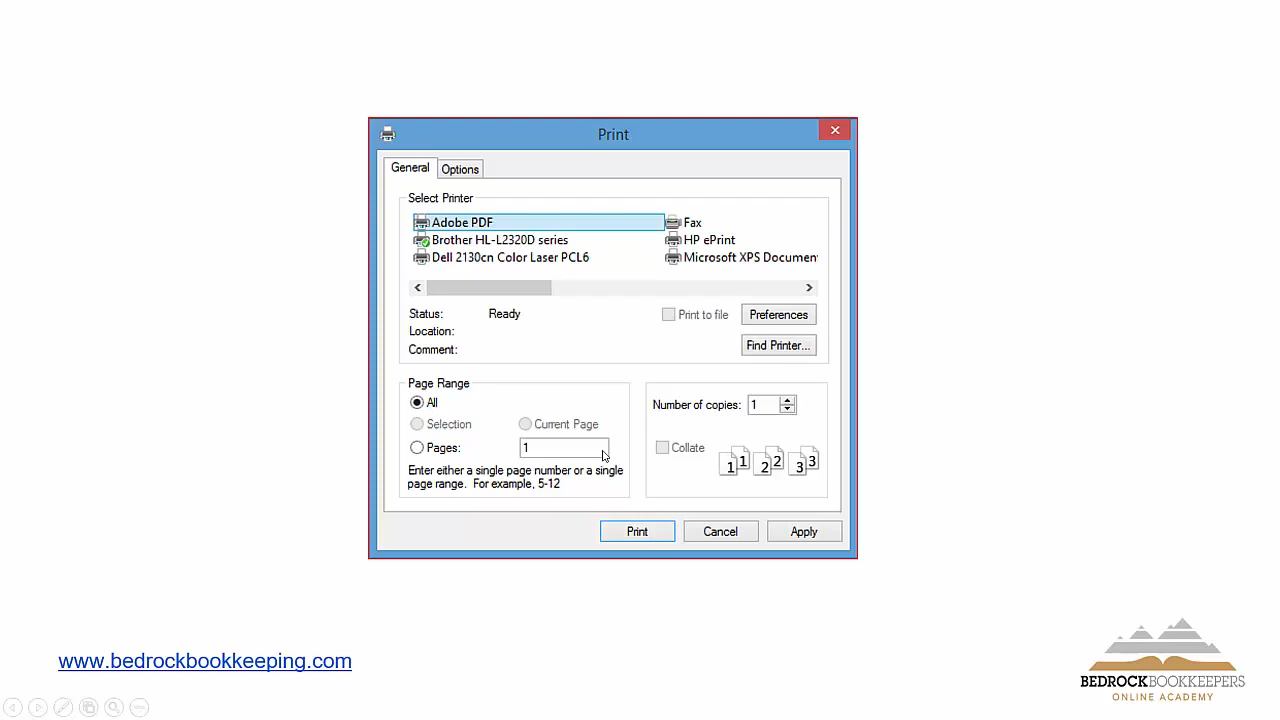 Print
General Options
Select Printer
Adobe PDF Fax
Brother HL-L2320D series HP ePrint
Dell 2130cn Color Laser PCL6 Microsoft XPS Documen
Status: Ready Print to file Preferences
Location:
Comment: Find Printer...
Page Range
All
Selection Current Page
Pages: 1
Enter either a single page number or a single
page range. For example, 5-12
Number of copies: 1
Collate 1 1 2 2 3 3
Print Cancel Apply
www.bedrockbookkeeping.com
BEDROCKBOOKKEEPERS
ONLINE ACADEMY